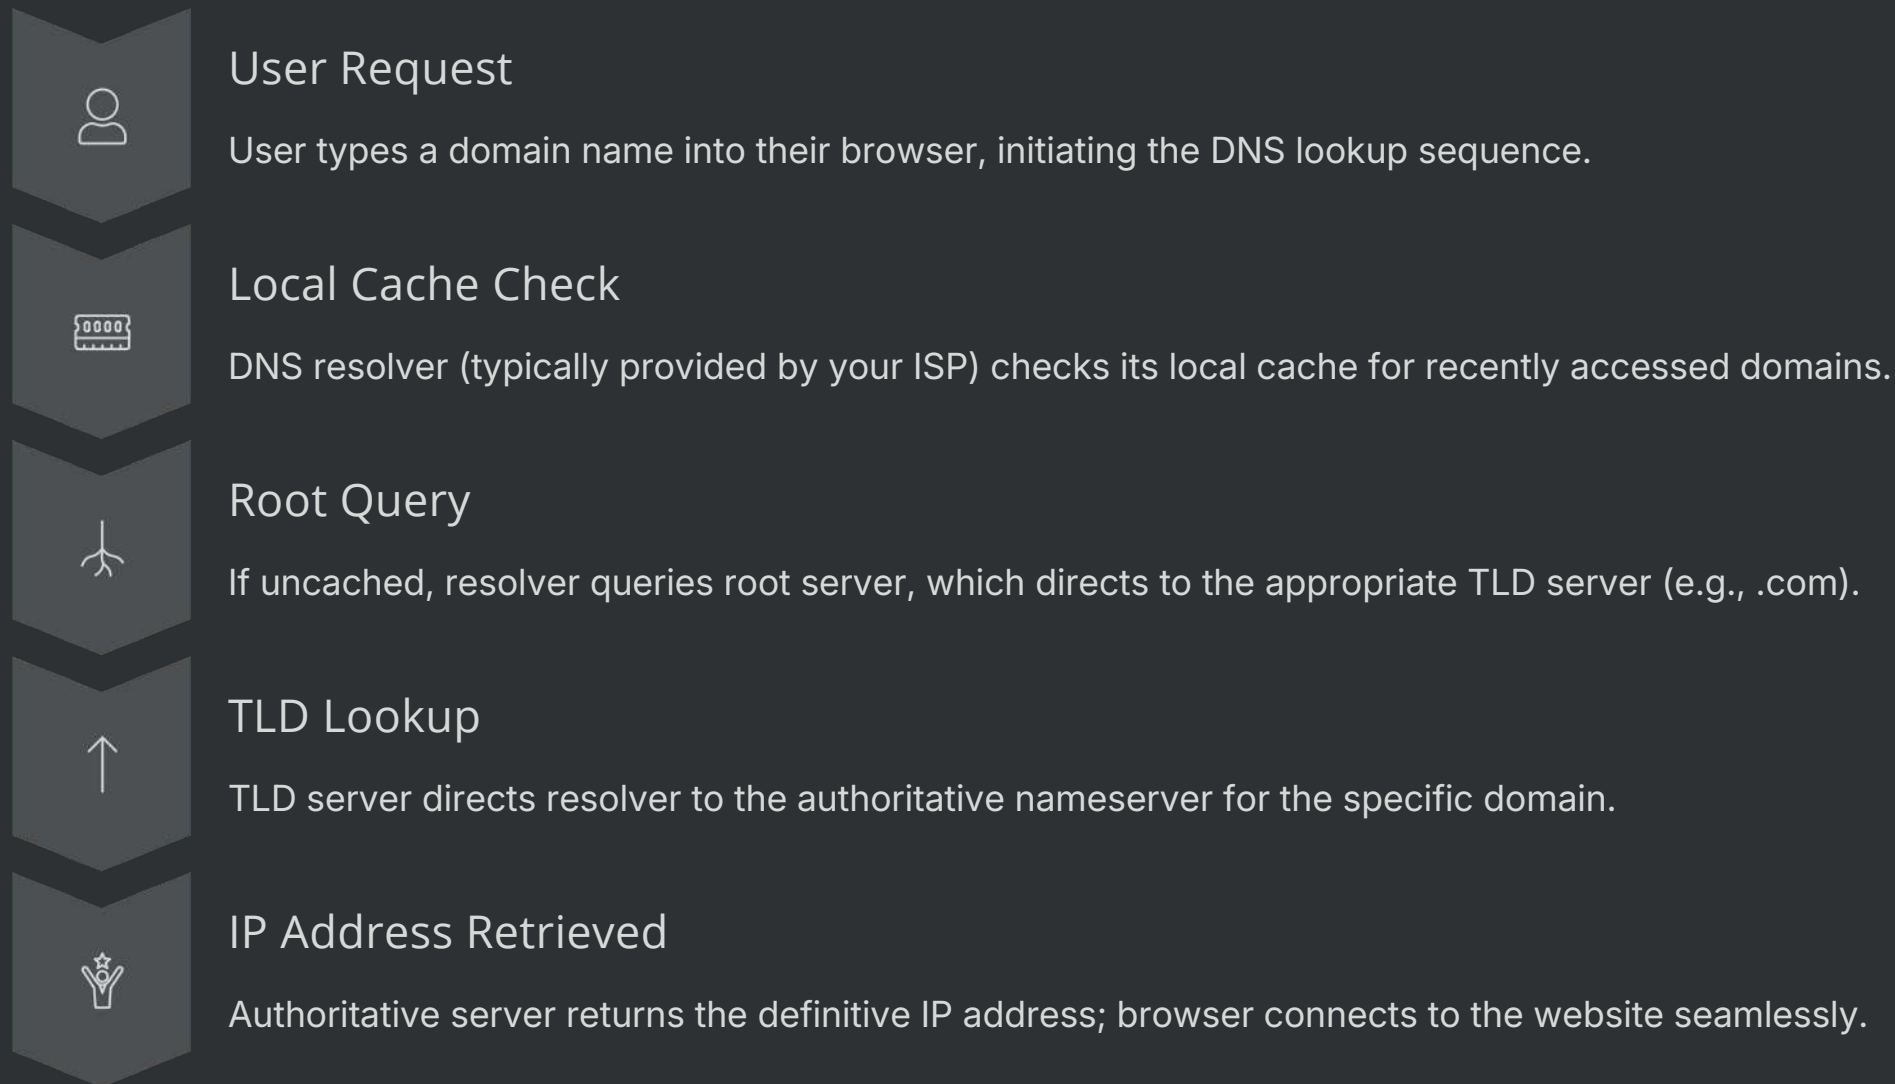 User Request
User types a domain name into their browser, initiating the DNS lookup sequence.
Local Cache Check
DNS resolver (typically provided by your ISP) checks its local cache for recently accessed domains.
Root Query
If uncached, resolver queries root server, which directs to the appropriate TLD server (e.g., .com).
TLD Lookup
TLD server directs resolver to the authoritative nameserver for the specific domain.
IP Address Retrieved
Authoritative server returns the definitive IP address; browser connects to the website seamlessly.